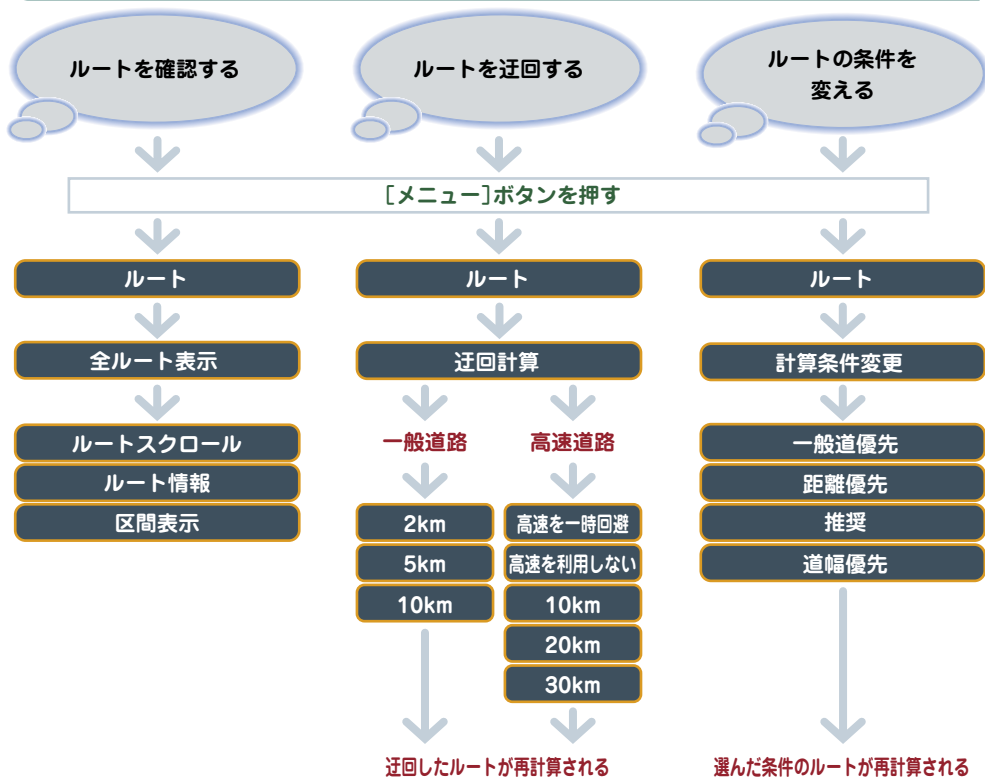 ルートを確認する
ルートを迂回する
ルートの条件を
変える
[メニュー]ボタンを押す
ルート
全ルート表示
ルートスクロール
ルート情報
区間表示
ルート
迂回計算
一般道路
2km
5km
10km
高速道路
高速を一時回避
高速を利用しない
10km
20km
30km
迂回したルートが再計算される
ルート
計算条件変更
一般道優先
距離優先
推奨
道幅優先
選んだ条件のルートが再計算される